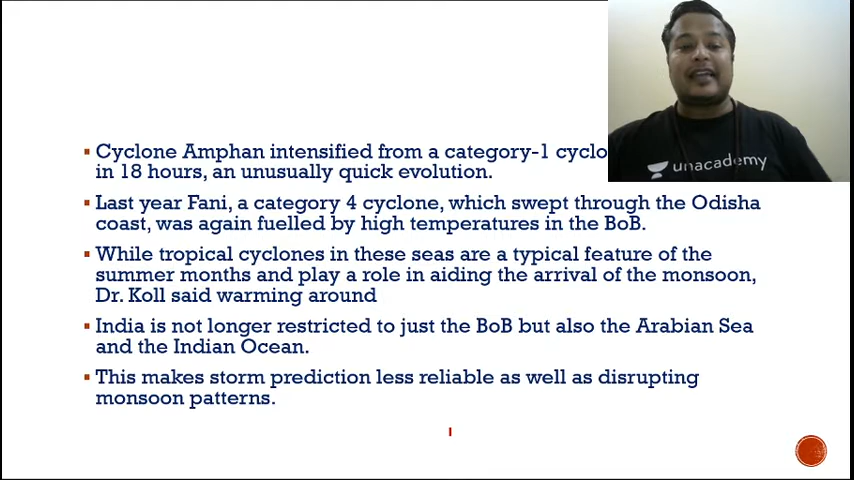 Cyclone Amphan intensified from a category-1 cyclo
in 18 hours, an unusually quick evolution.
Last year Fani, a category 4 cyclone, which swept through the Odisha
coast, was again fuelled by high temperatures in the BoB.
While tropical cyclones in these seas are a typical feature of the
summer months and play a role in aiding the arrival of the monsoon,
Dr. Koll said warming around
India is not longer restricted to just the BoB but also the Arabian Sea
and the Indian Ocean.
This makes storm prediction less reliable as well as disrupting
monsoon patterns.
unacademy